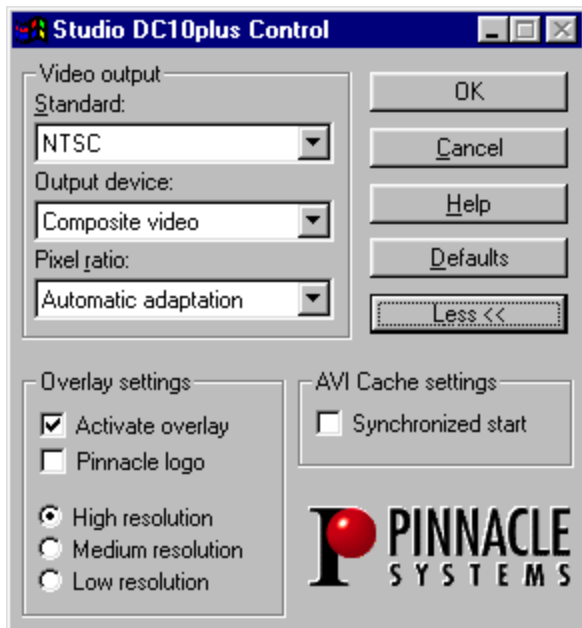 Studio DC10plus Control
Video output
Standard:
NTSC
Output device:
Composite video
Pixel ratio:
Automatic adaptation
OK
Cancel
Help
Defaults
Less <<
Overlay settings
Activate overlay
Pinnacle logo
High resolution
Medium resolution
Low resolution
AVI Cache settings
Synchronized start
PINNACLE
SYSTEMS